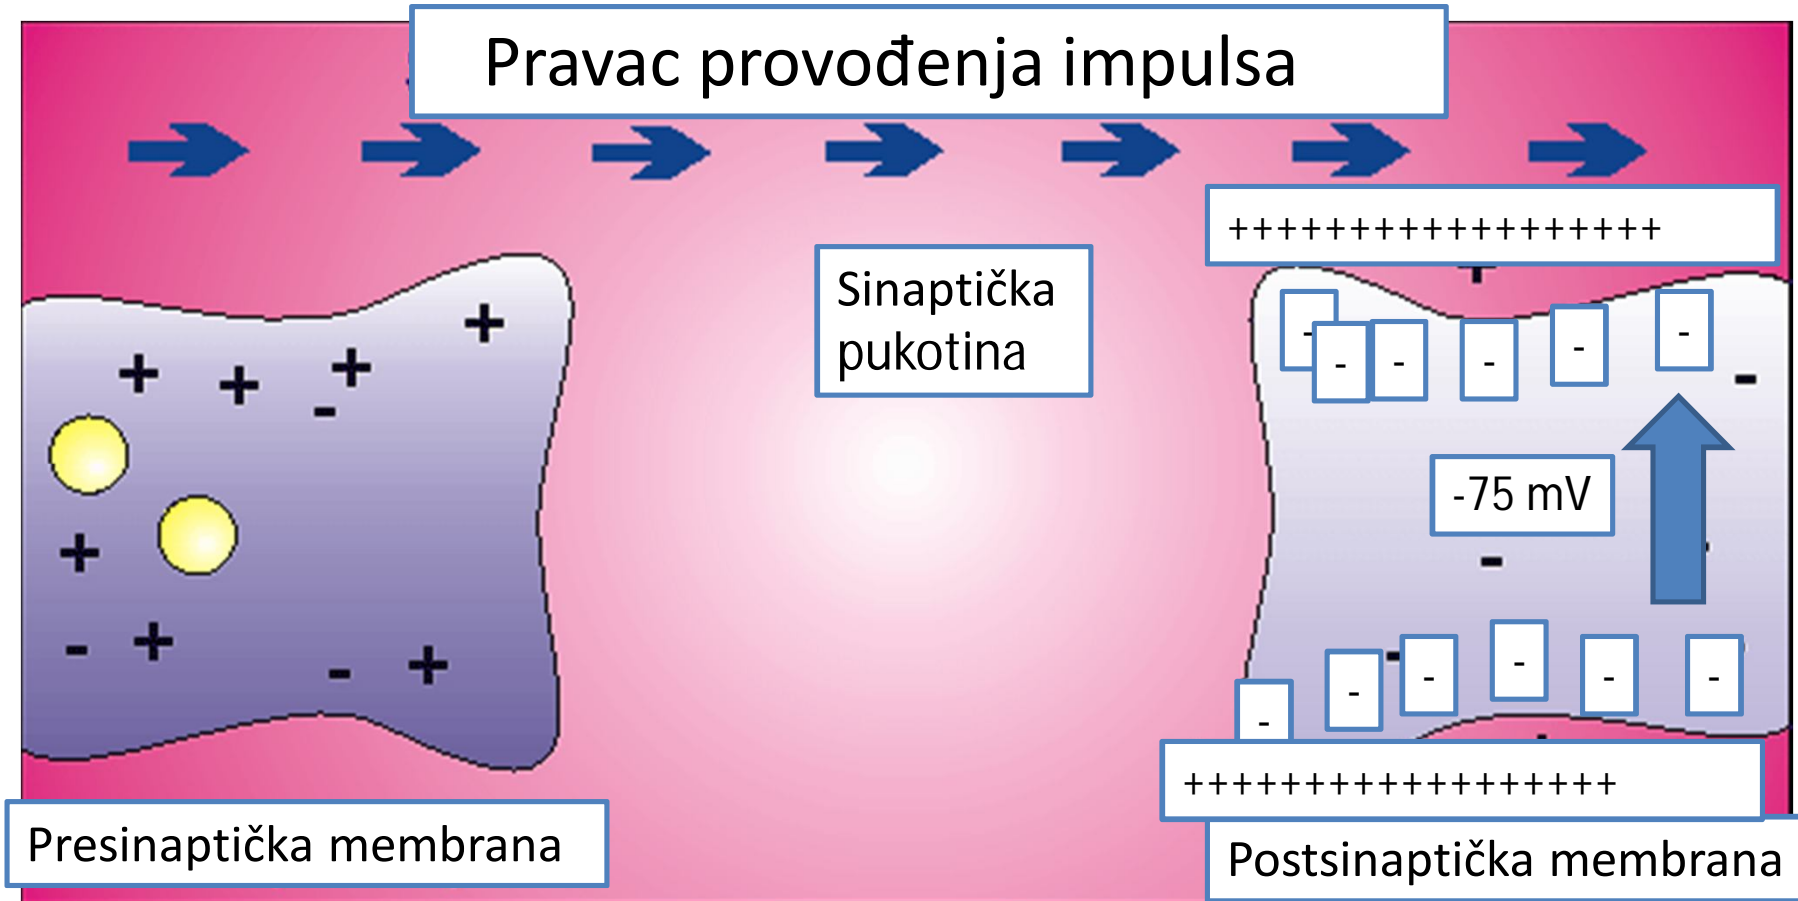 Pravac provođenja impulsa
++++++++++++++++++
Sinaptička
pukotina
+ + + +
-
- - - - - -
-
-75 mV
+
-
- +
- +
-
- - - - - -
++++++++++++++++++
Presinaptička membrana
Postsinaptička membrana